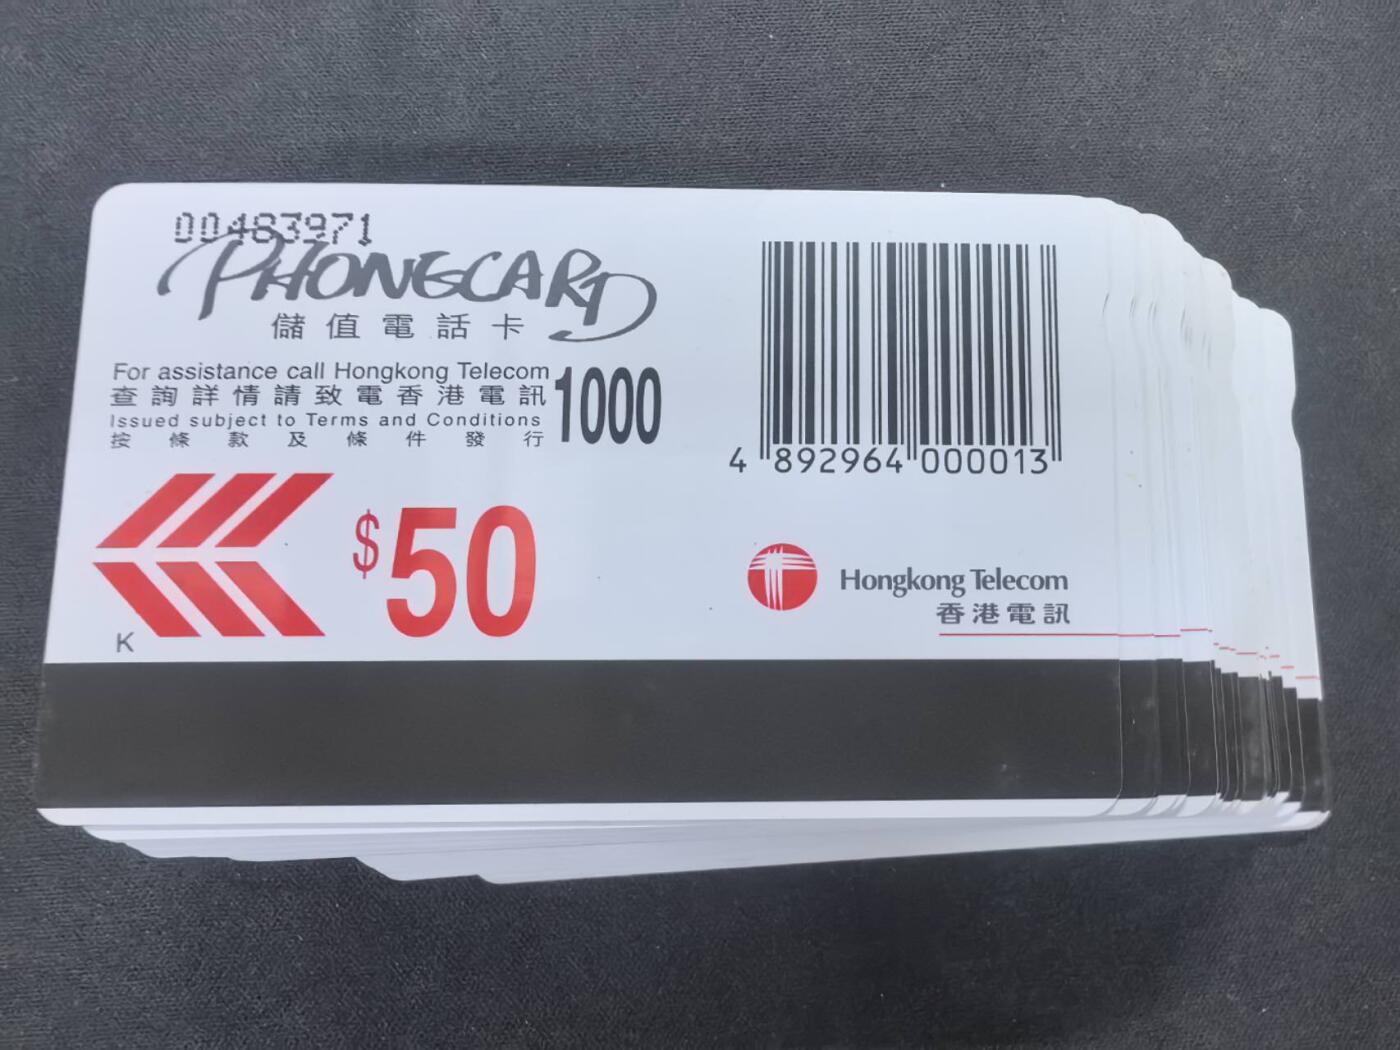 00483971
PHONECARD
儲值電話卡
For assistance call Hongkong Telecom
查詢詳情請致電香港電訊
Issued subject to Terms and Conditions
按條款及條件發行
1000
$50
K
4 892964 000013
Hongkong Telecom
香港電訊